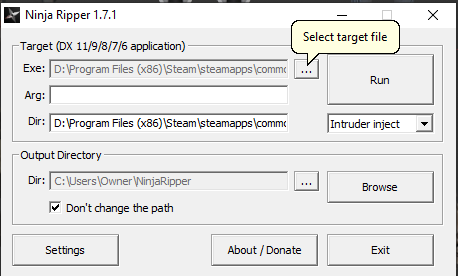 Ninja Ripper 1.7.1
Select target file
Target (DX 11/9/8/7/6 application)
Exe: D:\Program Files (x86)\Steam\steamapps\commo ...
Run
Arg:
Dir: D:\Program Files (x86)\Steam\steamapps\commo
Intruder inject
Output Directory
Dir: C:\Users\Owner\NinjaRipper ...
Browse
Don't change the path
Settings
About / Donate
Exit